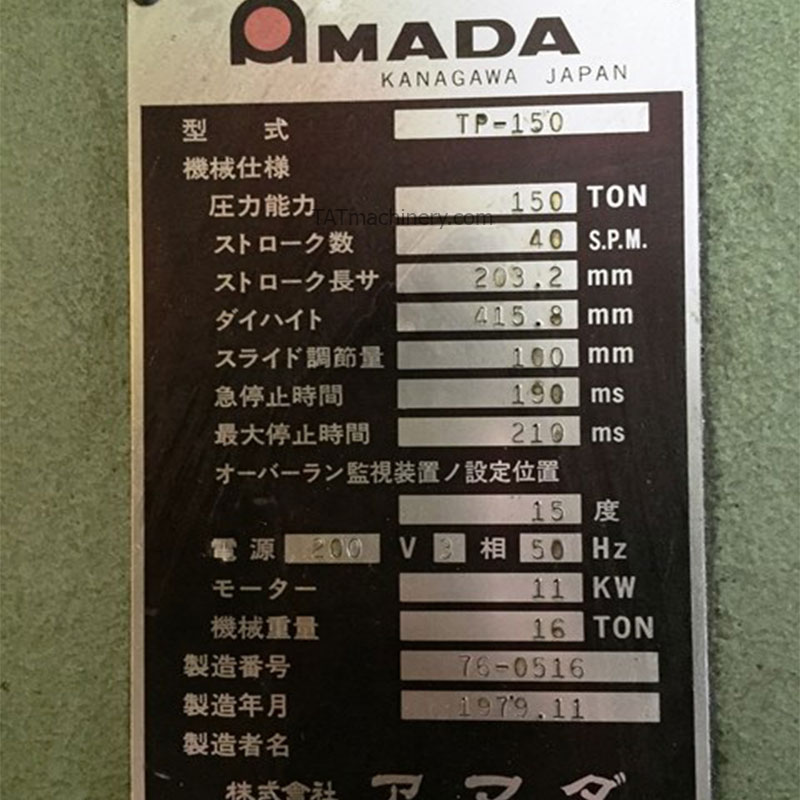 AMADA
KANAGAWA JAPAN
型 式 TP-150
機械仕様
圧力能力 150 TON
TATmachinery.com
ストローク数 40 S.P.M.
ストローク長サ 203.2 mm
ダイハイト 415.8 mm
スライド調節量 100 mm
急停止時間 190 ms
最大停止時間 210 ms
オーバーラン監視装置ノ設定位置
15 度
電源 200 V 3 相 50 Hz
モーター 11 KW
機械重量 16 TON
製造番号 76-0516
製造年月 1979.11
製造者名
株式会社 アマダ